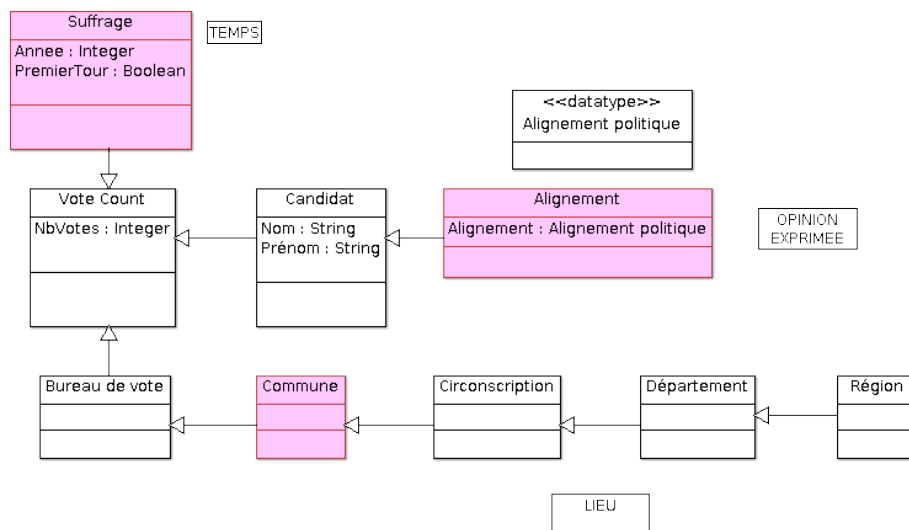 Suffrage
Annee : Integer
PremierTour : Boolean
TEMPS
<<datatype>>
Alignement politique
Vote Count
NbVotes : Integer
Candidat
Nom : String
Prénom : String
Alignement
Alignement : Alignement politique
OPINION
EXPRIMEE
Bureau de vote
Commune
Circonscription
Département
Région
LIEU